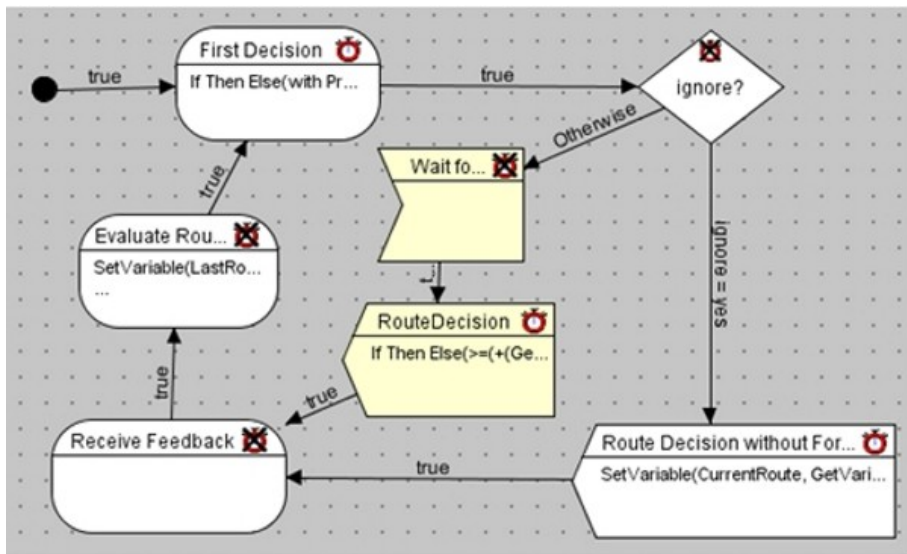 true
First Decision
If Then Else(with Pr...
true
ignore?
Otherwise
Wait fo...
true
Evaluate Rou...
SetVariable(LastRo...
...
ignore = yes
t...
RouteDecision
If Then Else(>=(+(Ge...
true
true
Receive Feedback
true
Route Decision without For...
SetVariable(CurrentRoute, GetVari...